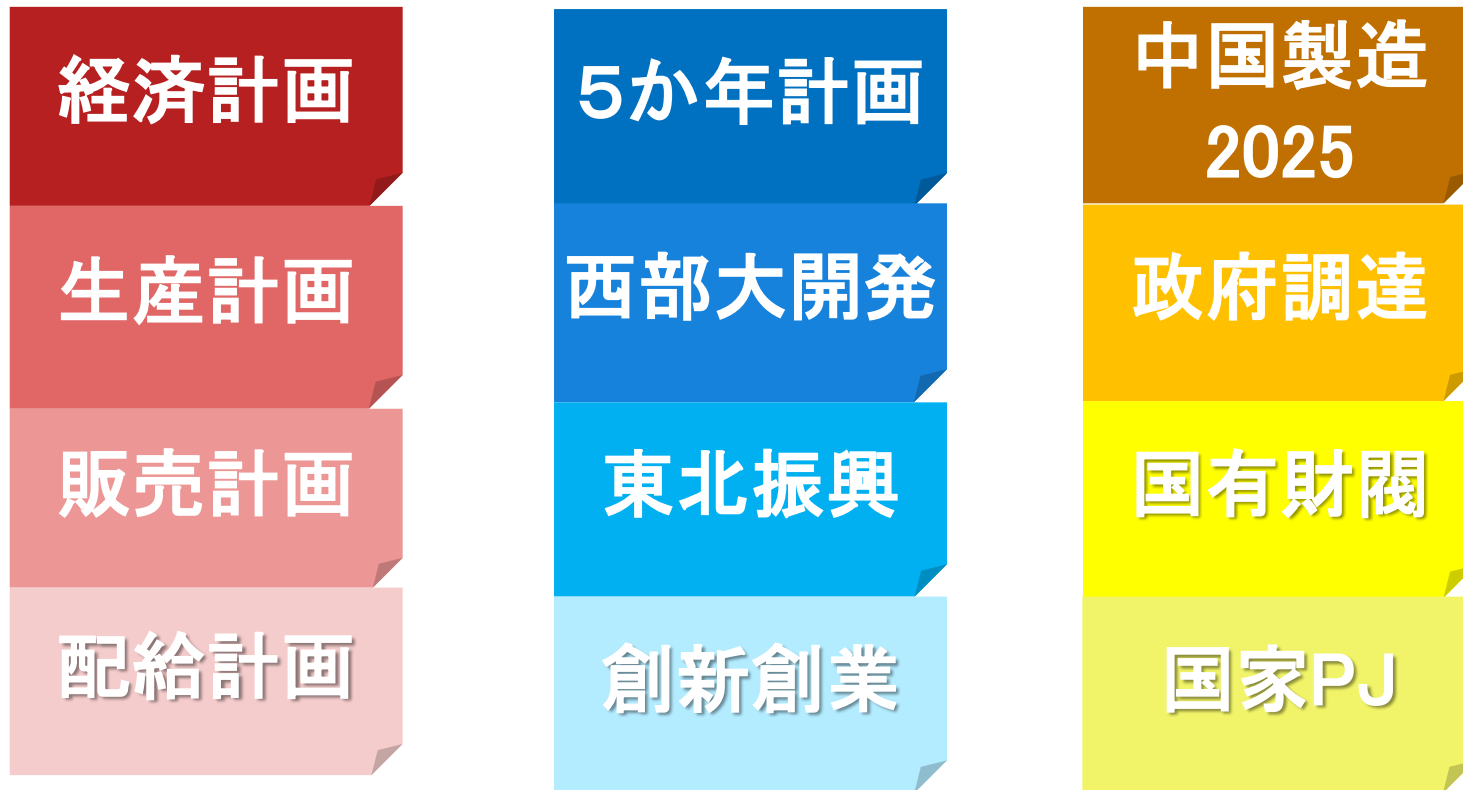 経済計画
生産計画
販売計画
配給計画
5か年計画
西部大開発
東北振興
創新創業
中国製造
2025
政府調達
国有財閥
国家PJ